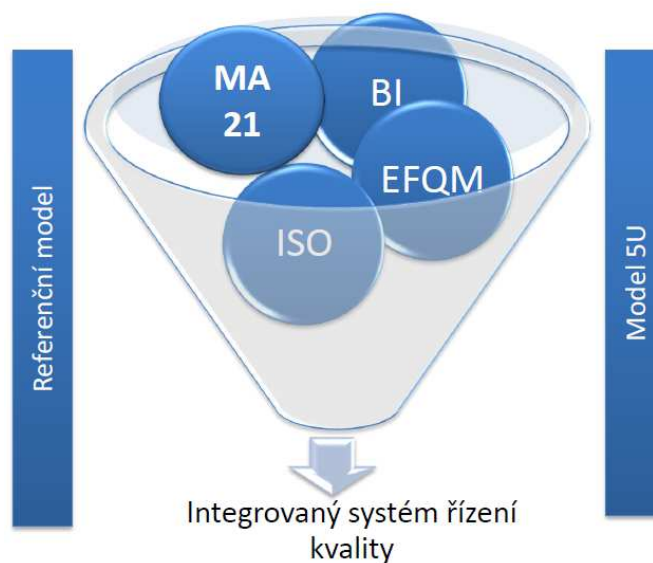 Referenční model
MA
21
BI
EFQM
ISO
Model 5U
Integrovaný systém řízení
kvality